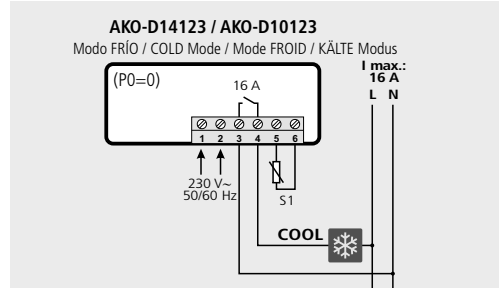 AKO-D14123 / AKO-D10123
Modo FRÍO / COLD Mode / Mode FROID / KÄLTE Modus
I max.:
16 A
L N
(P0=0)
16 A
1 2 3 4 5 6
230 V~
50/60 Hz
S1
COOL